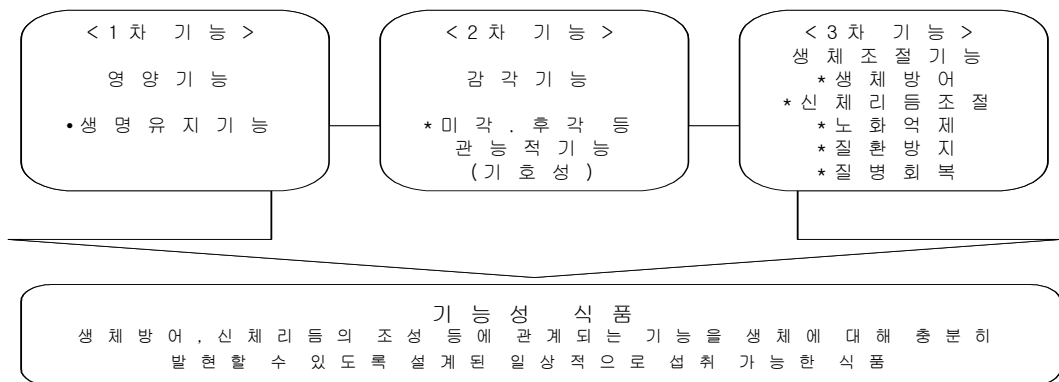 <1차 기능>
영양기능
•생명유지기능
<2차 기능>
감각기능
*미각.후각 등
관능적기능
(기호성)
<3차 기능>
생체조절기능
*생체방어
*신체리듬조절
*노화억제
*질환방지
*질병회복
기능성 식품
생체방어,신체리듬의 조성 등에 관계되는 기능을 생체에 대해 충분히
발현할 수 있도록 설계된 일상적으로 섭취 가능한 식품